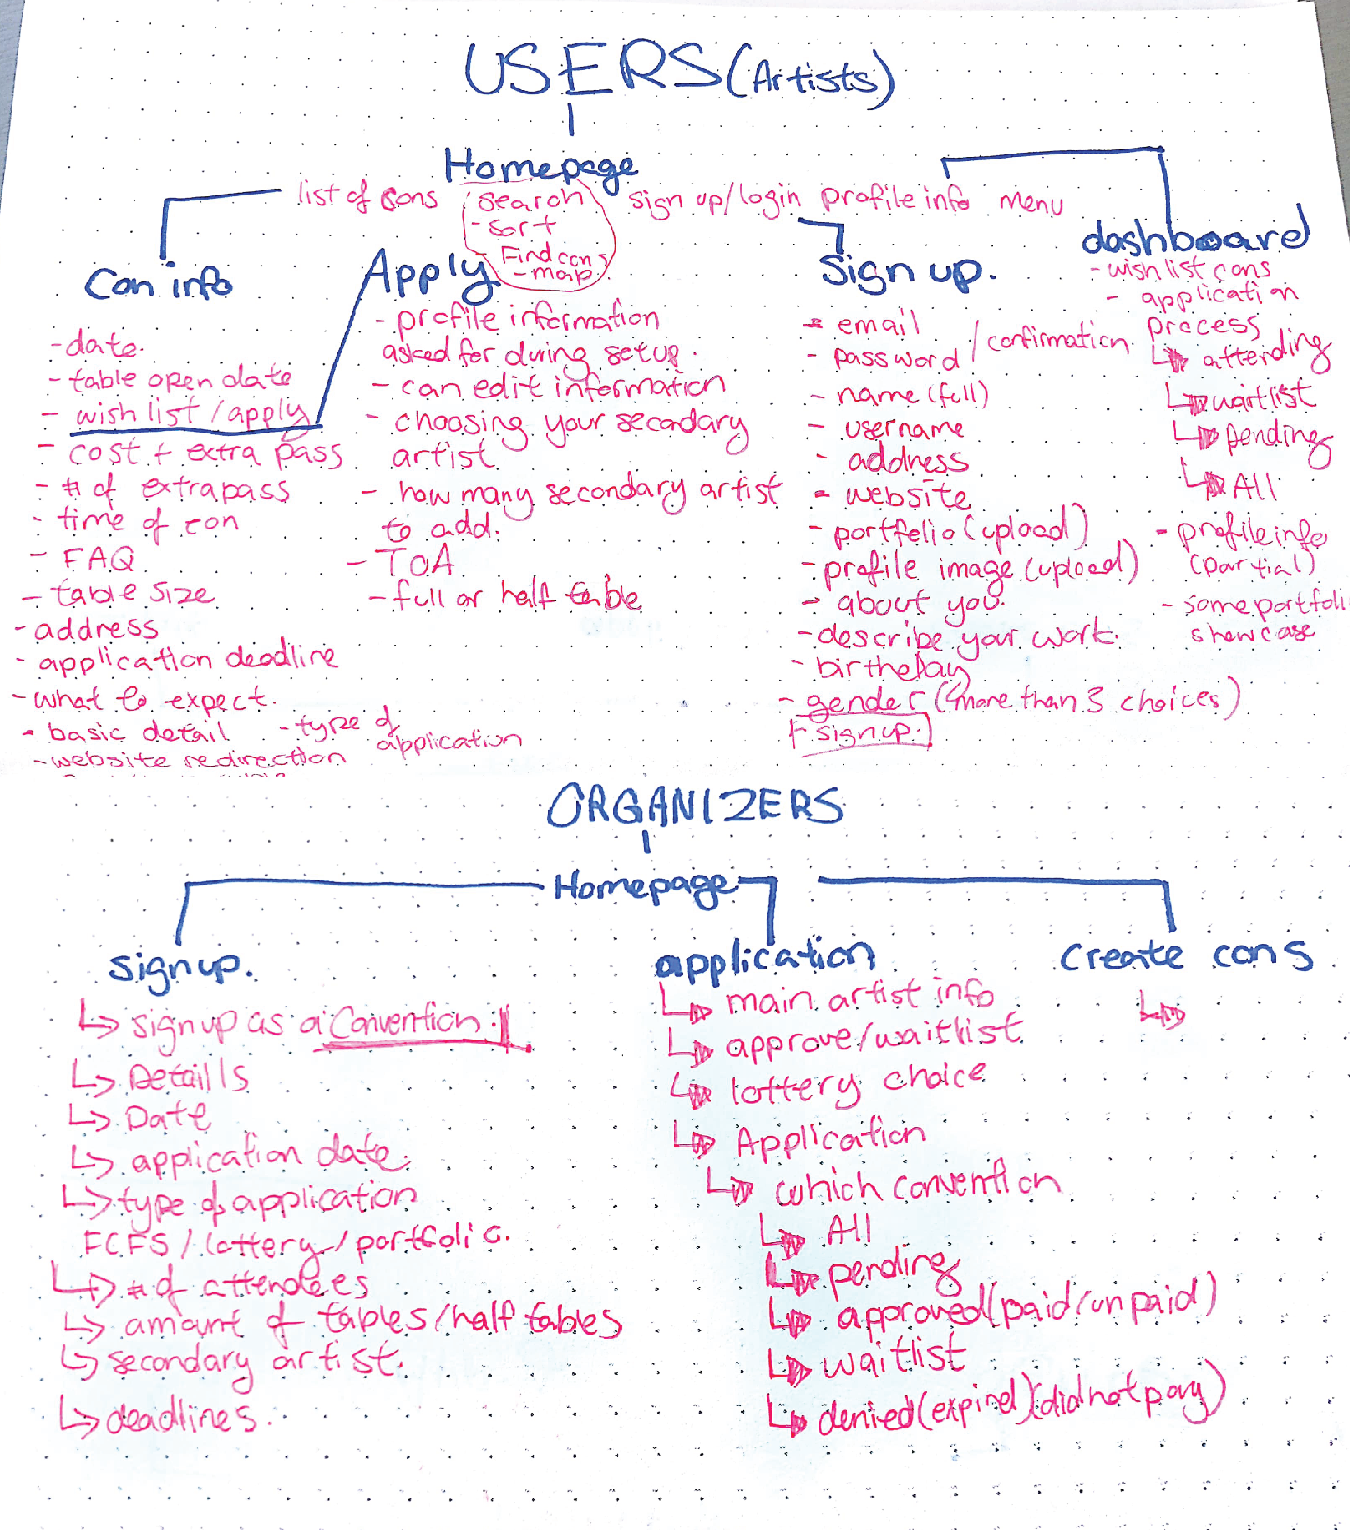 USERS (Artists)
Homepage
list of cons
search
- sort
Find cons
- map
sign up/login
profile info
menu
Con info
- date.
- table open date
- wish list / apply
- cost + extra pass
- # of extra pass
- time of con
- FAQ
- table size
- address
- application deadline
- what to expect.
- basic detail
- type of
application
- website redirection
Apply
- profile information
asked for during setup.
- can edit information
- choosing your secondary
artist
- how many secondary artist
to add.
- TOA
- full or half table
Sign up.
- email
- password / confirmation
- name (full)
- username
- address
- website
- portfolio (upload)
- profile image (upload)
- about you.
- describe your work.
- birthday
- gender (more than 3 choices)
- signup.
dashboard
- wish list cons
- application
process
attending
waitlist
pending
All
- profile info
(partial)
- some portfoli
showcase
ORGANIZERS
Homepage
signup.
↳ signup as a Convention.
↳ Detaills
↳ Date
↳ application date.
↳ type of application
FCFS / lottery / portfolio.
↳ # of attendees
↳ amount of tables/half tables
↳ secondary artist.
↳ deadlines.
application
↳ main artist info
↳ approve/waitlist
↳ lottery choice
↳ Application
↳ which convention
↳ All
↳ pending
↳ approved (paid/unpaid)
↳ waitlist
↳ denied (expired) (did not pay)
Create cons
↳